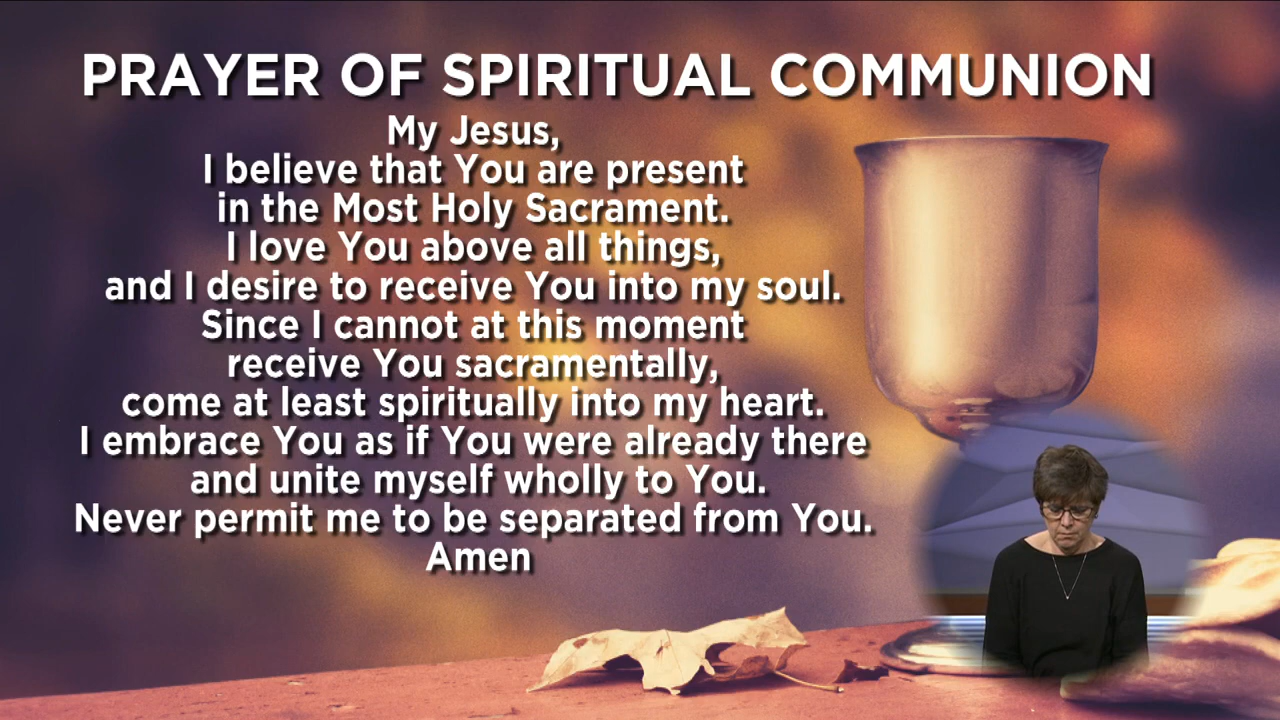 PRAYER OF SPIRITUAL COMMUNION
My Jesus,
I believe that You are present
in the Most Holy Sacrament.
I love You above all things,
and I desire to receive You into my soul.
Since I cannot at this moment
receive You sacramentally,
come at least spiritually into my heart.
I embrace You as if You were already there
and unite myself wholly to You.
Never permit me to be separated from You.
Amen